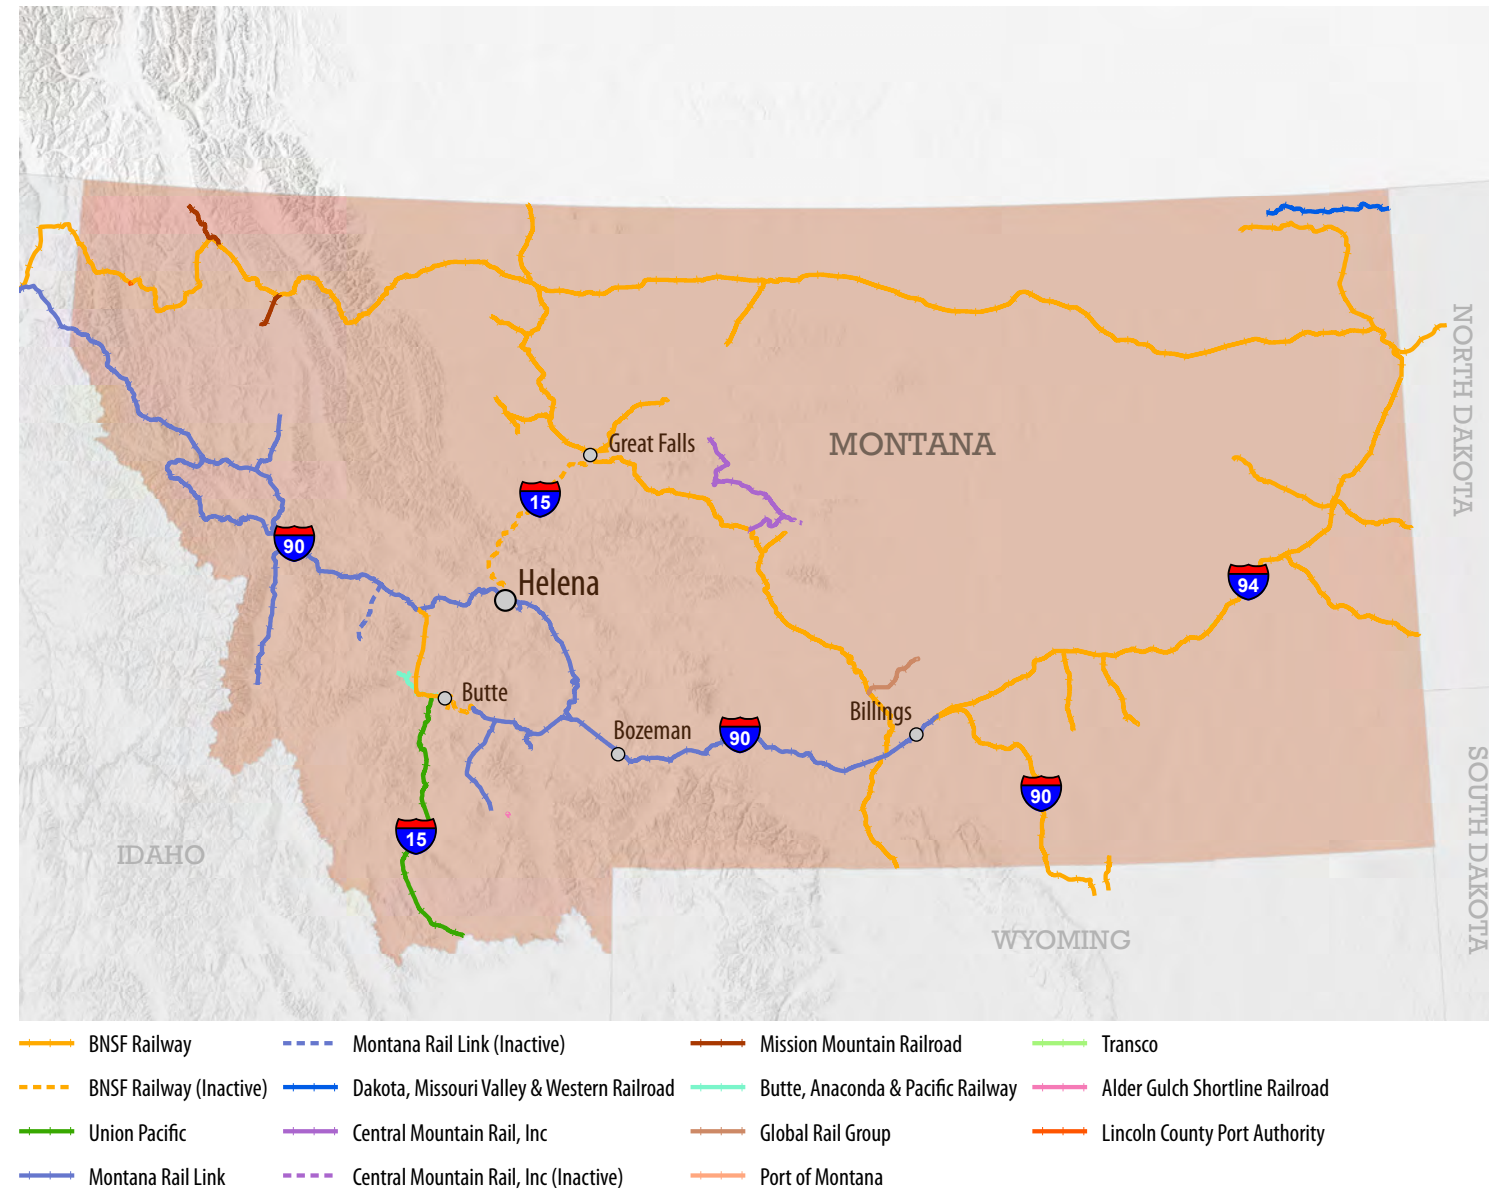 NORTH DAKOTA
Great Falls
MONTANA
15
90
Helena
94
Butte
Billings
Bozeman
90
SOUTH DAKOTA
90
15
IDAHO
WYOMING
BNSF Railway
Montana Rail Link (Inactive)
Mission Mountain Railroad
Transco
BNSF Railway (Inactive)
Dakota, Missouri Valley & Western Railroad
Butte, Anaconda & Pacific Railway
Alder Gulch Shortline Railroad
Union Pacific
Central Mountain Rail, Inc
Global Rail Group
Lincoln County Port Authority
Montana Rail Link
Central Mountain Rail, Inc (Inactive)
Port of Montana